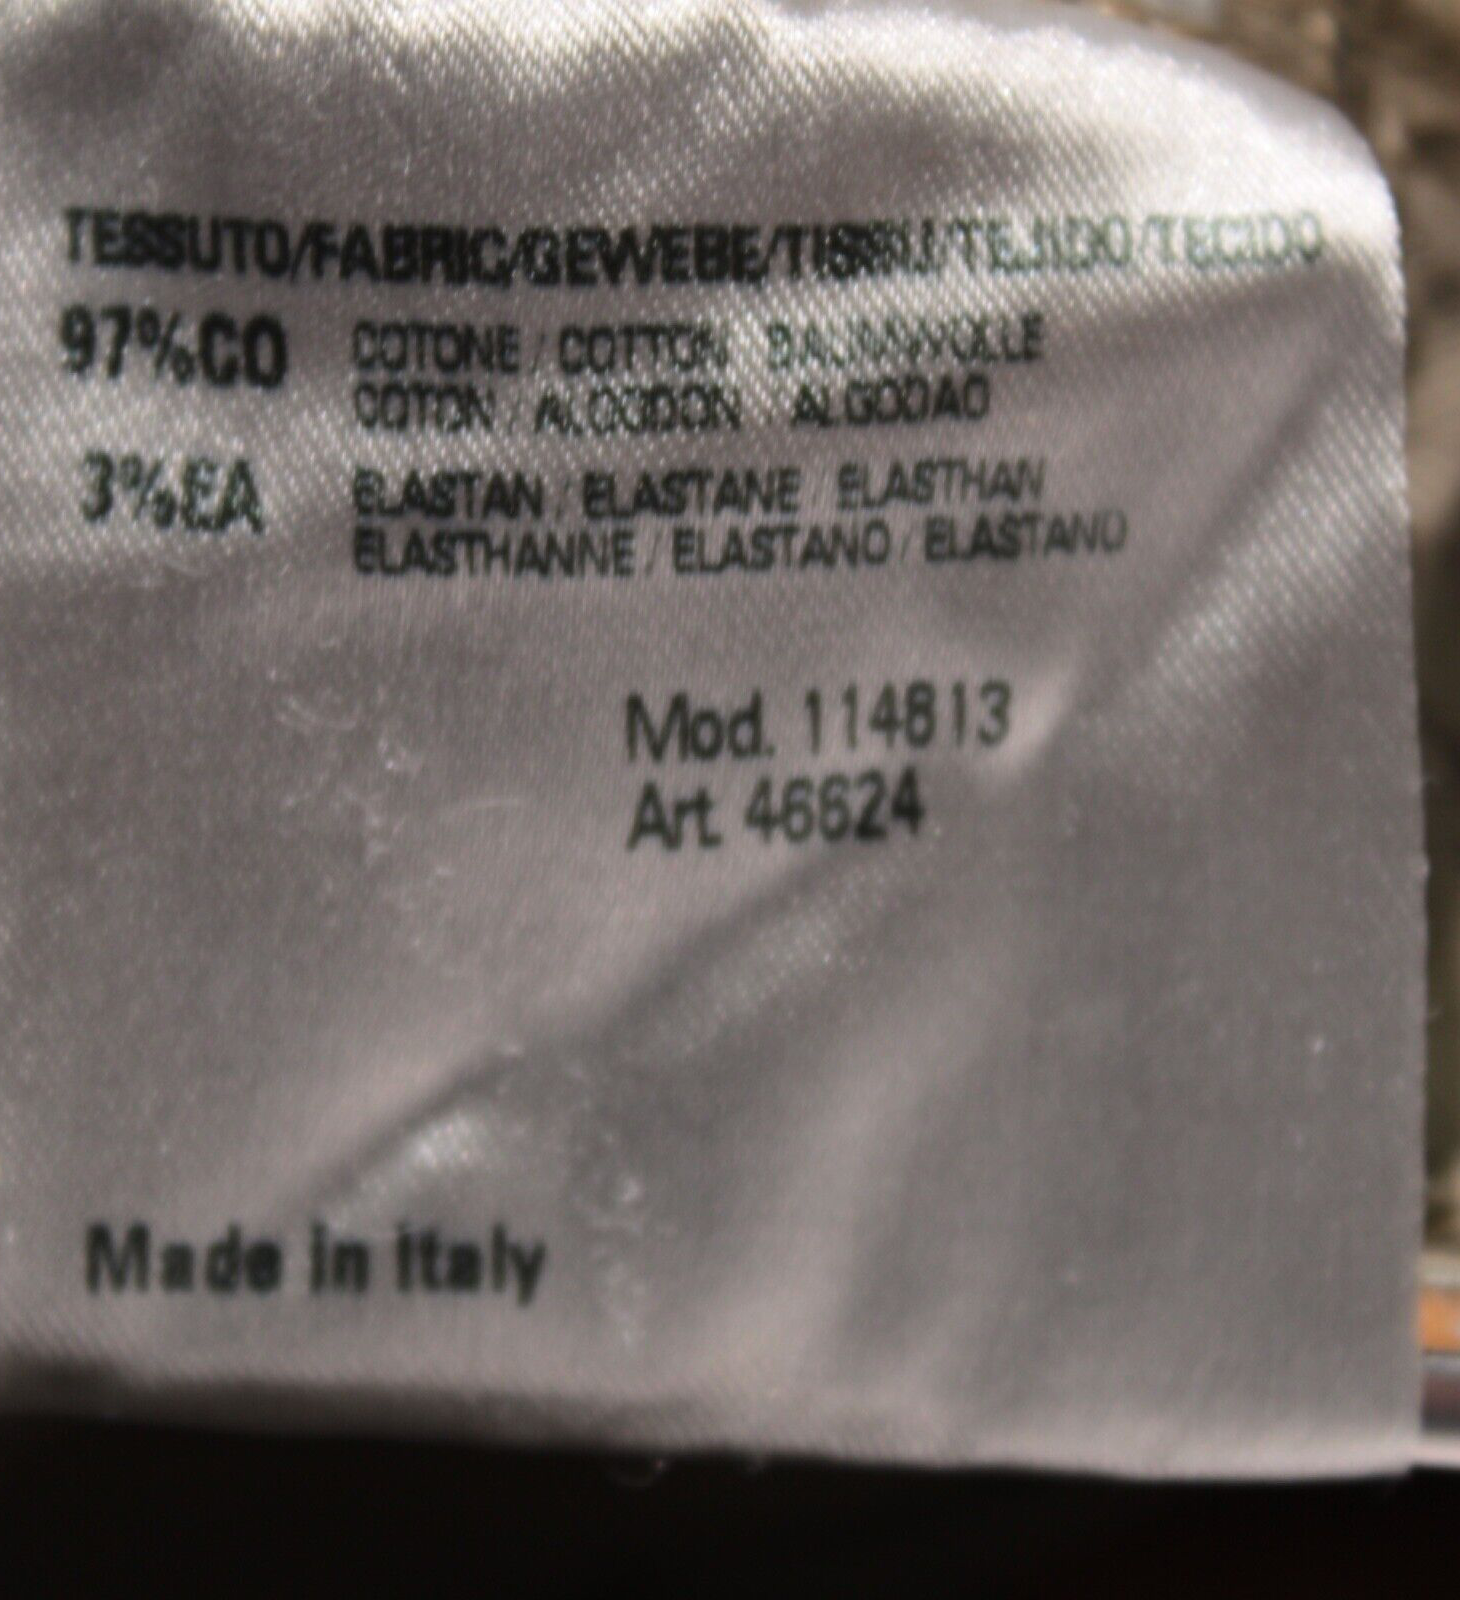 TESSUTO/FABRIC/GEWEBE/TISSU/TEJIDO/TECIDO
97%CO COTONE / COTTON / BAUMWOLLE
COTON / ALGODON / ALGODAO
3%EA ELASTAN / ELASTANE / ELASTHAN
ELASTHANNE / ELASTANO / ELASTANO
Mod. 114813
Art. 46624
Made in Italy